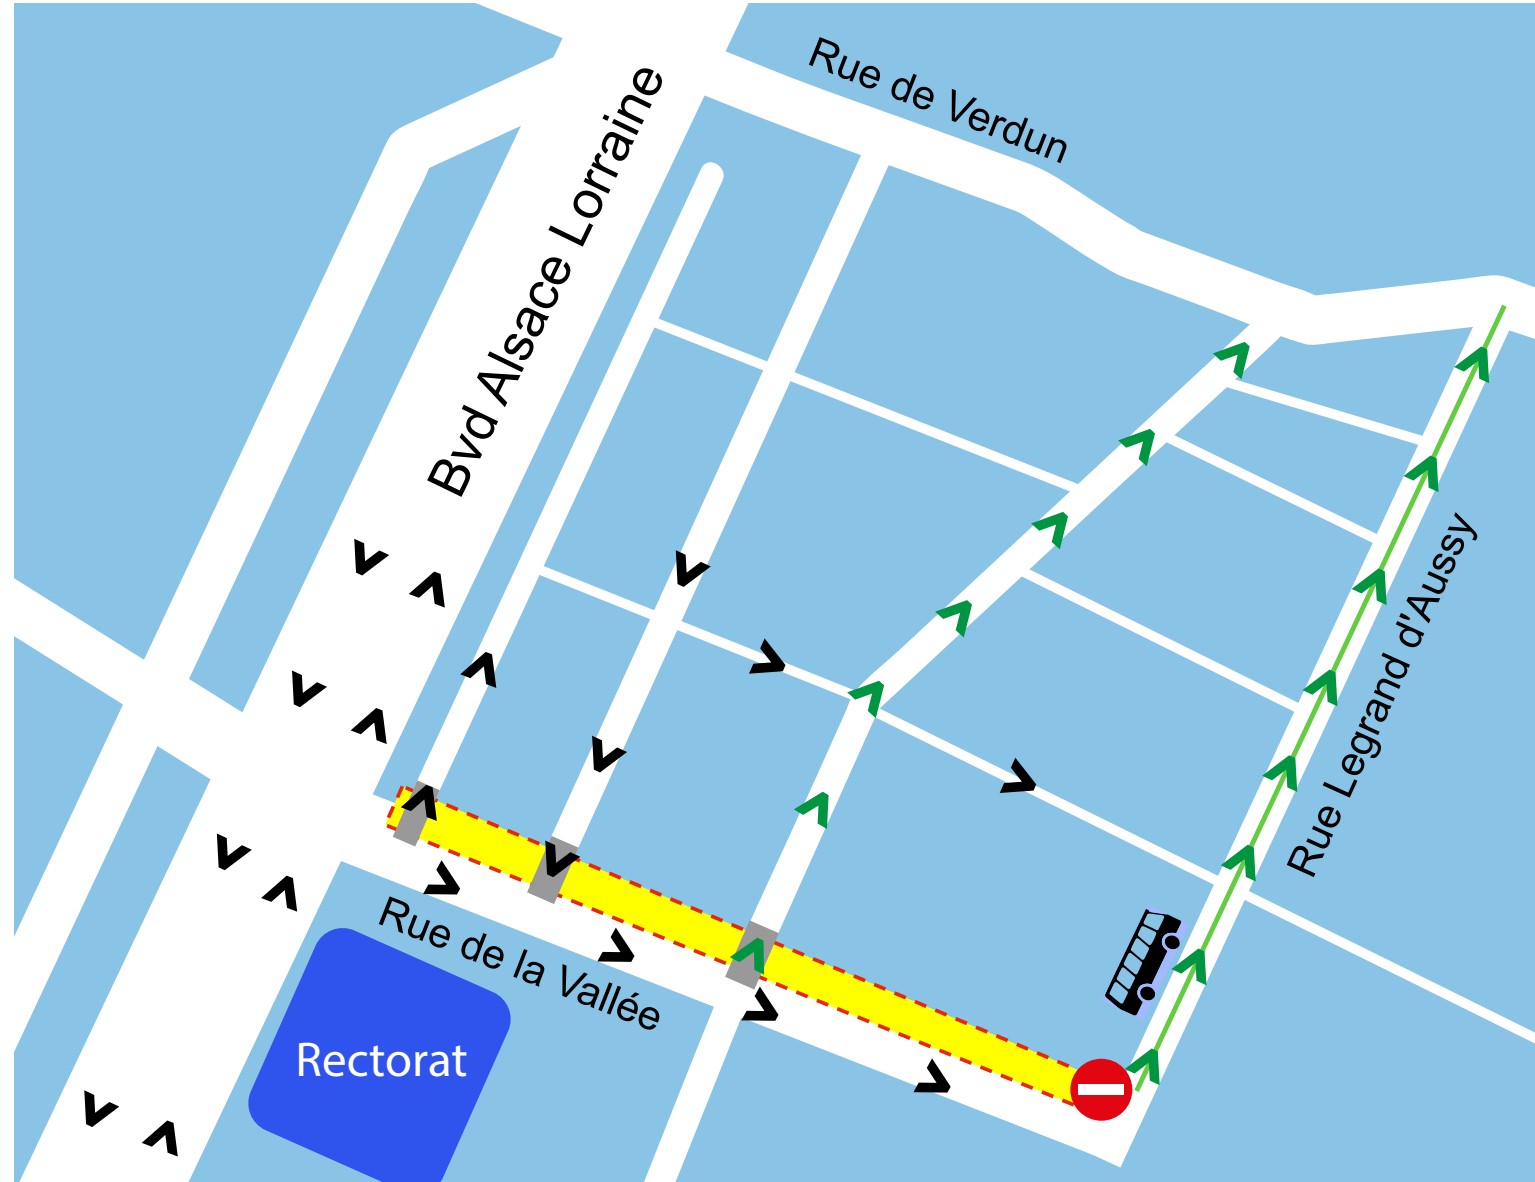 Rue de Verdun
Bvd Alsace Lorraine
Rue Legrand d'Aussy
Rue de la Vallée
Rectorat